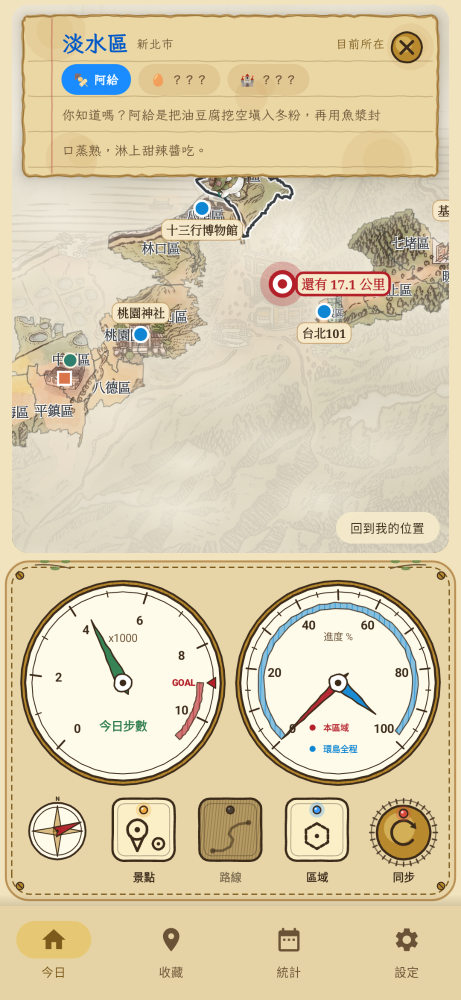 淡水區 新北市 目前所在
阿給 ? ? ? ? ? ?
你知道嗎？阿給是把油豆腐挖空填入冬粉，再用魚漿封
口蒸熟，淋上甜辣醬吃。
十三行博物館
林口區
七堵區
還有 17.1 公里
桃園神社
台北101
八德區
平鎮區
回到我的位置
0 2 4 6 8 10
x1000
GOAL
今日步數
0 20 40 60 80 100
進度 %
本區域
環島全程
N
景點 路線 區域 同步
今日 收藏 統計 設定